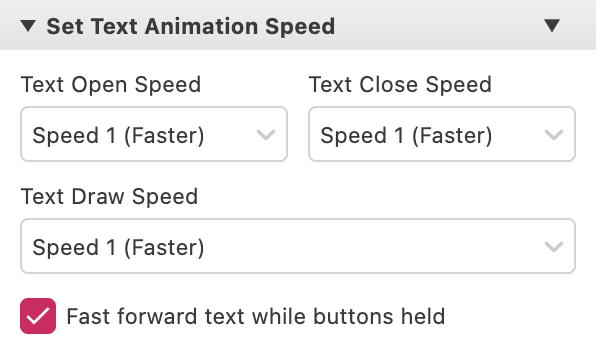 Set Text Animation Speed
Text Open Speed Text Close Speed
Speed 1 (Faster) Speed 1 (Faster)
Text Draw Speed
Speed 1 (Faster)
Fast forward text while buttons held